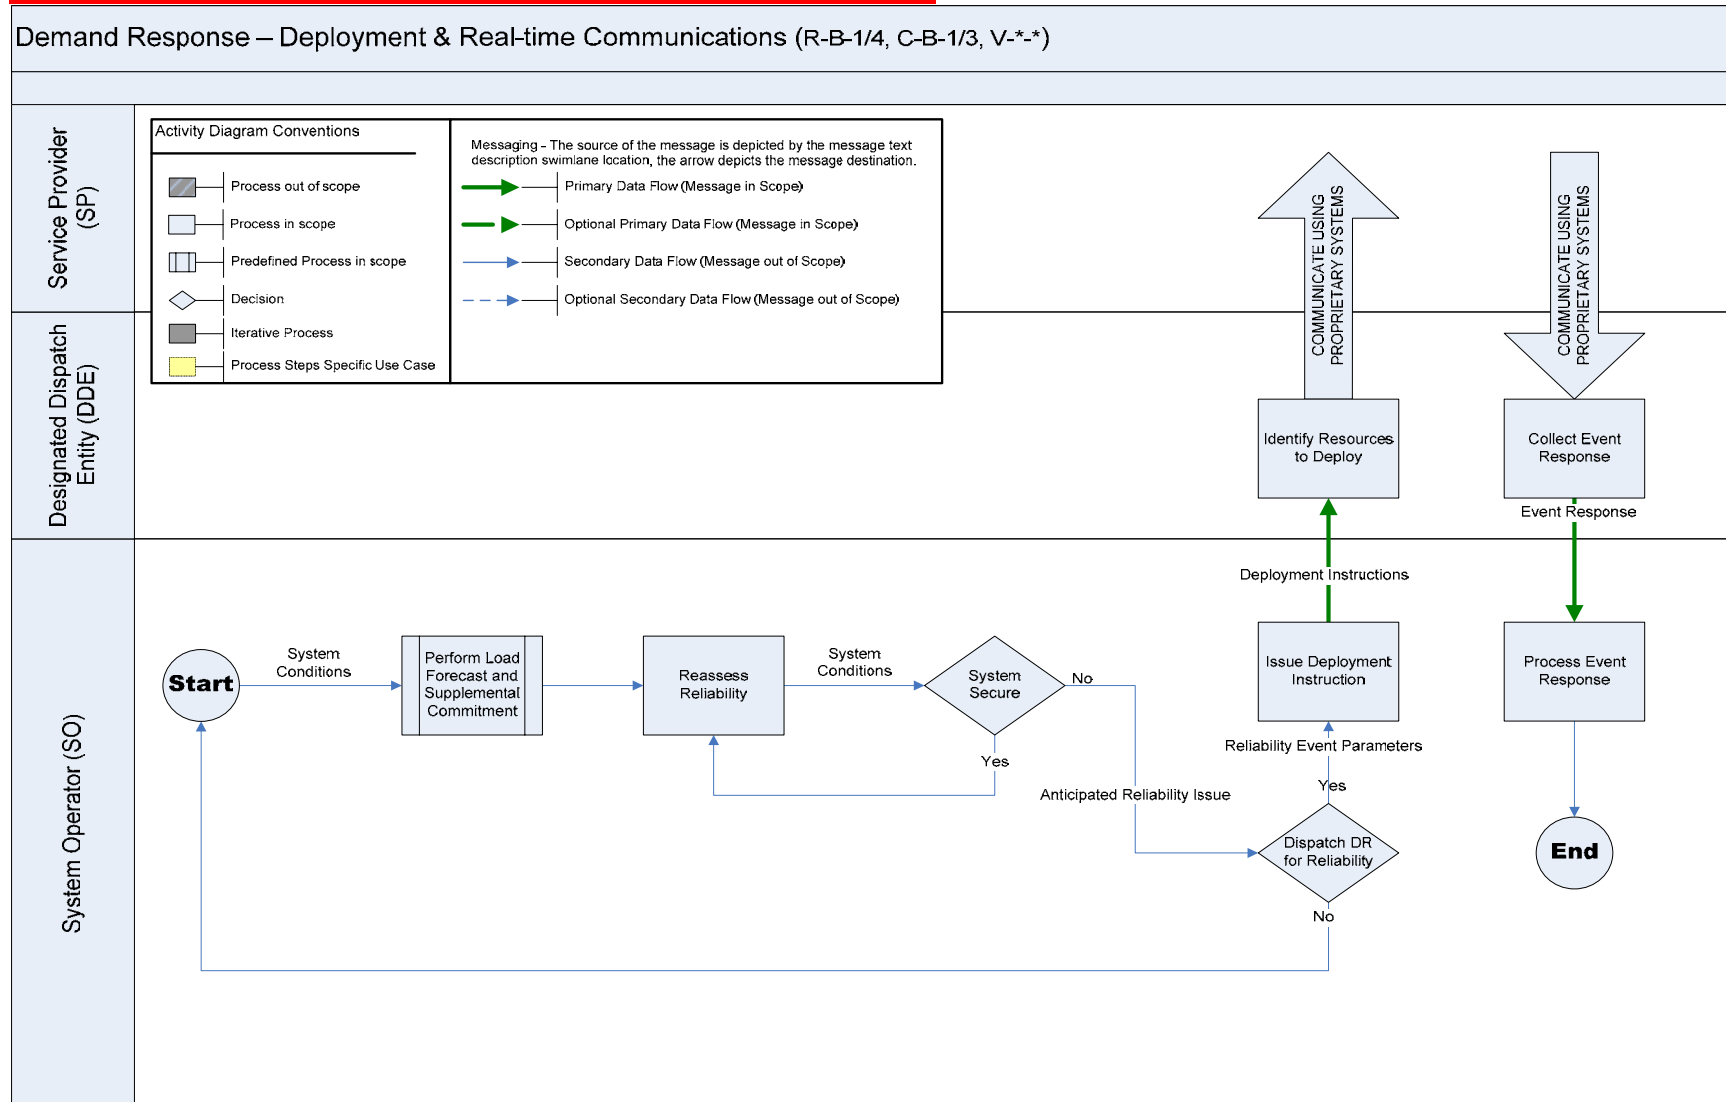 Demand Response – Deployment & Real-time Communications (R-B-1/4, C-B-1/3, V-*-*)
Service Provider
(SP)
Activity Diagram Conventions
Process out of scope
Process in scope
Predefined Process in scope
Decision
Iterative Process
Process Steps Specific Use Case
Messaging - The source of the message is depicted by the message text
description swimlane location, the arrow depicts the message destination.
Primary Data Flow (Message in Scope)
Optional Primary Data Flow (Message in Scope)
Secondary Data Flow (Message out of Scope)
Optional Secondary Data Flow (Message out of Scope)
COMMUNICATE USING
PROPRIETARY SYSTEMS
COMMUNICATE USING
PROPRIETARY SYSTEMS
Designated Dispatch
Entity (DDE)
Identify Resources
to Deploy
Collect Event
Response
Event Response
System Operator (SO)
Deployment Instructions
Start
System
Conditions
Perform Load
Forecast and
Supplemental
Commitment
Reassess
Reliability
System
Conditions
System
Secure
No
Yes
Issue Deployment
Instruction
Process Event
Response
Reliability Event Parameters
Yes
Anticipated Reliability Issue
Dispatch DR
for Reliability
No
End